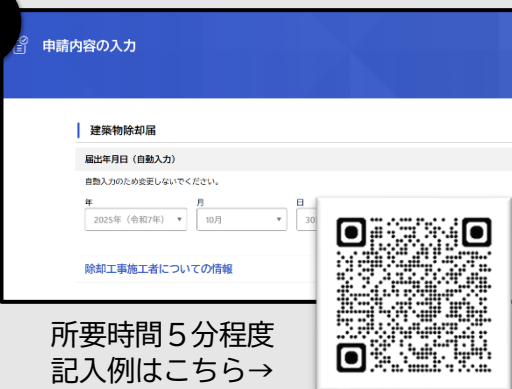 申請内容の入力
建築物除却届
届出年月日（自動入力）
自動入力のため変更しないでください。
年 月 日
2025年（令和7年） 10月 30
除却工事施工者についての情報
所要時間５分程度
記入例はこちら→